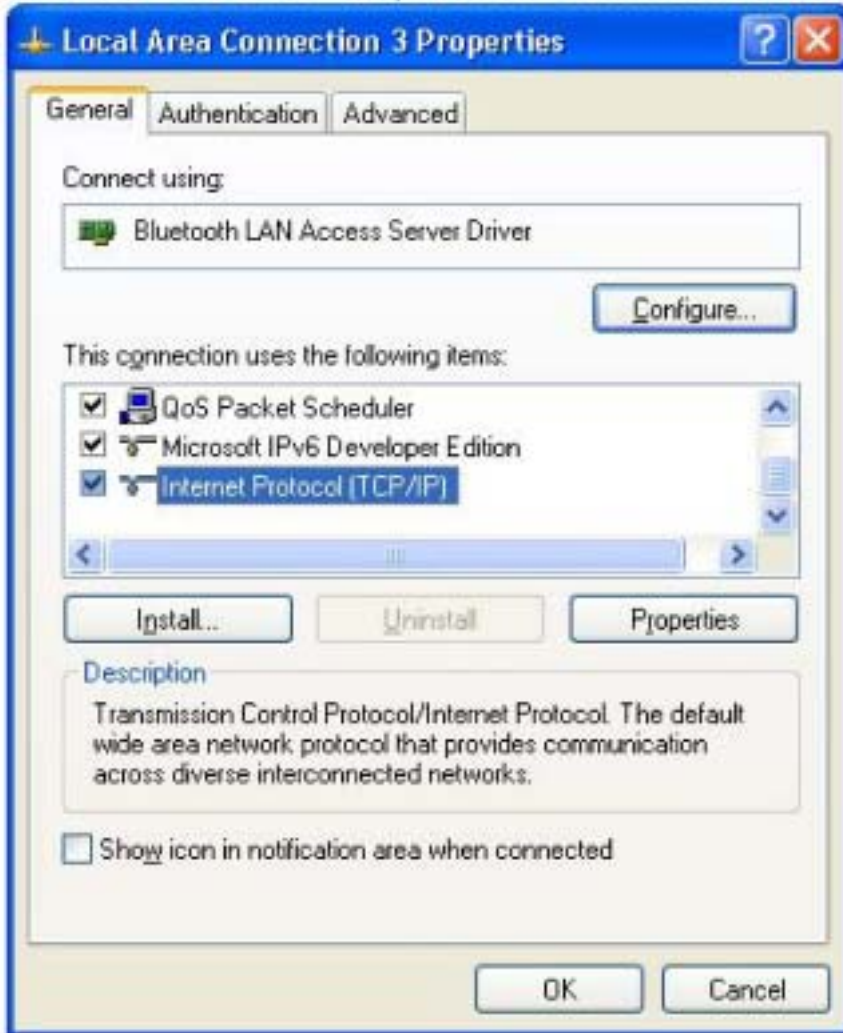 Local Area Connection 3 Properties
General
Authentication
Advanced
Connect using:
Bluetooth LAN Access Server Driver
Configure...
This connection uses the following items:
QoS Packet Scheduler
Microsoft IPv6 Developer Edition
Internet Protocol (TCP/IP)
Install...
Uninstall
Properties
Description
Transmission Control Protocol/Internet Protocol. The default
wide area network protocol that provides communication
across diverse interconnected networks.
Show icon in notification area when connected
OK
Cancel